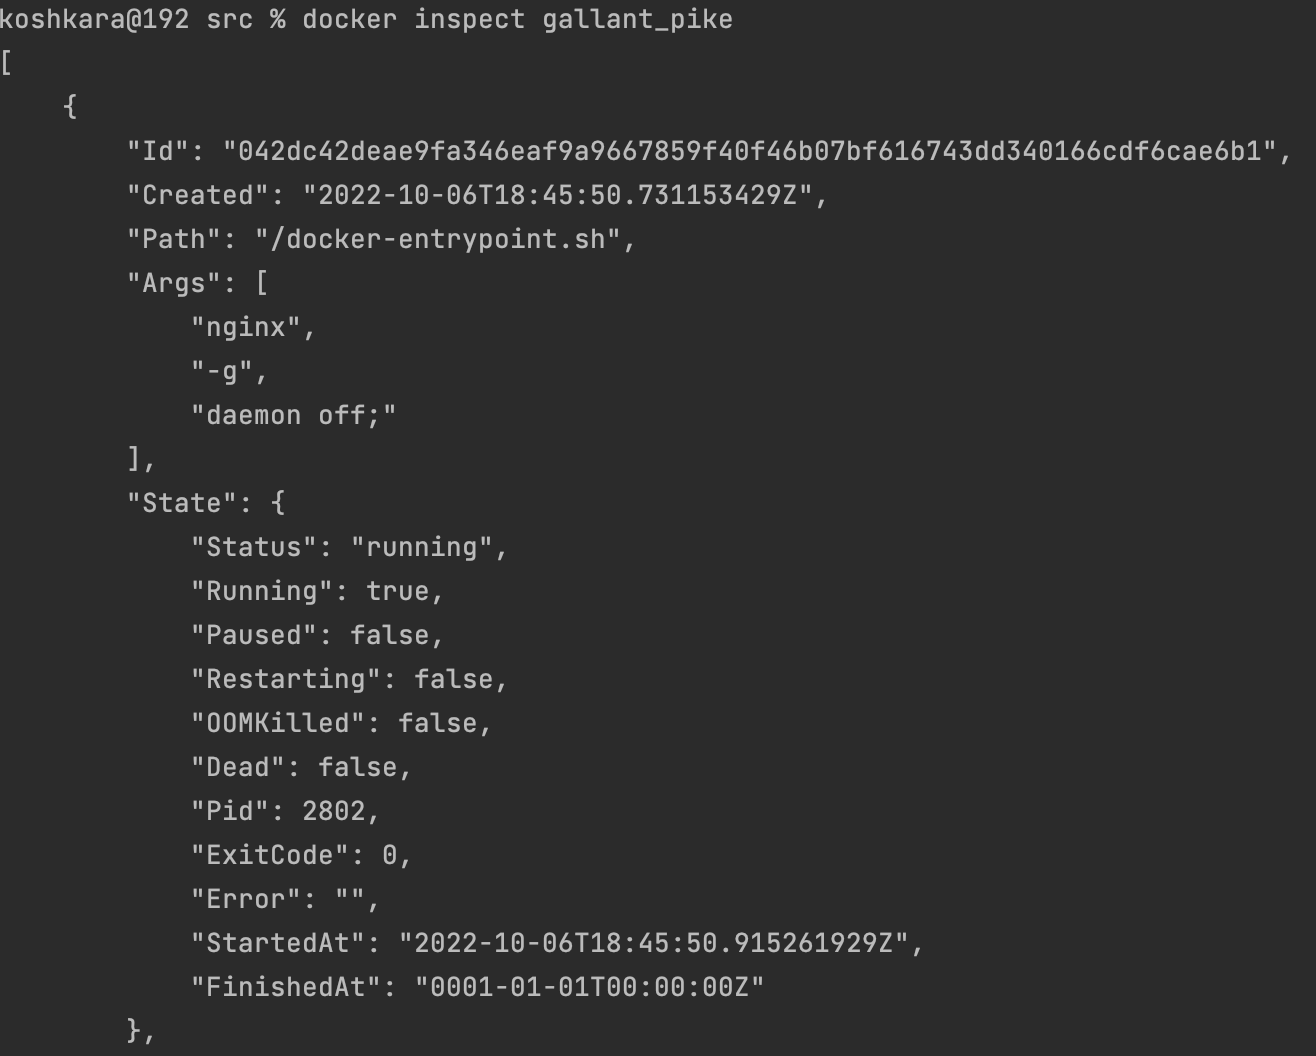 koshkara@192 src % docker inspect gallant_pike
[
    {
        "Id": "042dc42deae9fa346eaf9a9667859f40f46b07bf616743dd340166cdf6cae6b1",
        "Created": "2022-10-06T18:45:50.731153429Z",
        "Path": "/docker-entrypoint.sh",
        "Args": [
            "nginx",
            "-g",
            "daemon off;"
        ],
        "State": {
            "Status": "running",
            "Running": true,
            "Paused": false,
            "Restarting": false,
            "OOMKilled": false,
            "Dead": false,
            "Pid": 2802,
            "ExitCode": 0,
            "Error": "",
            "StartedAt": "2022-10-06T18:45:50.915261929Z",
            "FinishedAt": "0001-01-01T00:00:00Z"
        },